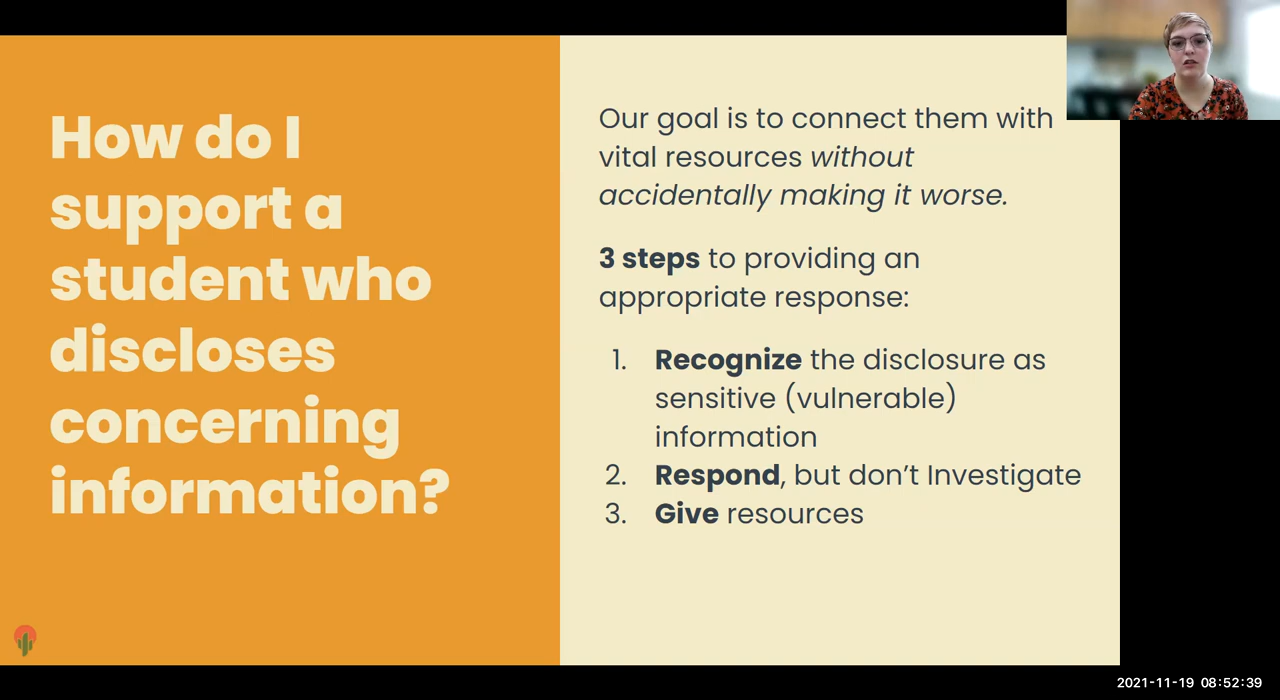 How do I
support a
student who
discloses
concerning
information?
Our goal is to connect them with
vital resources without
accidentally making it worse.
3 steps to providing an
appropriate response:
1. Recognize the disclosure as
sensitive (vulnerable)
information
2. Respond, but don’t Investigate
3. Give resources
2021-11-19 08:52:39